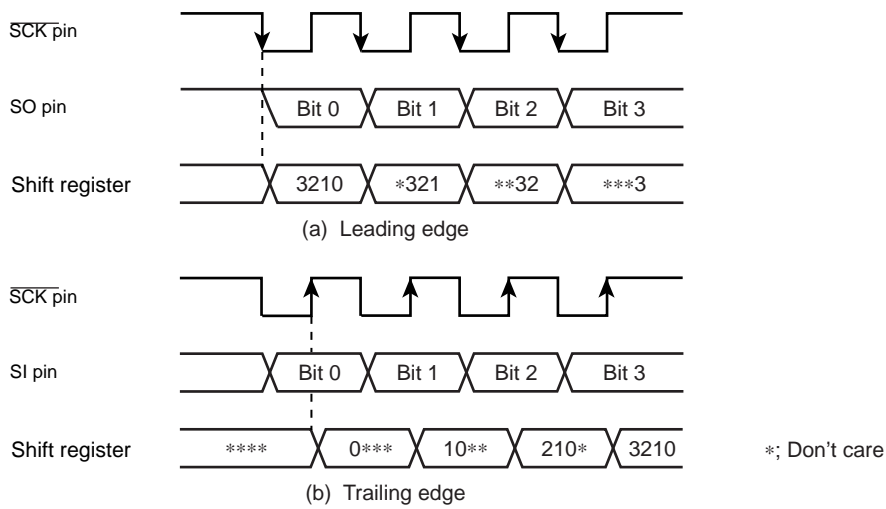 SCK pin
SO pin
Bit 0 Bit 1 Bit 2 Bit 3
Shift register
3210 *321 **32 ***3
(a) Leading edge
SCK pin
SI pin
Bit 0 Bit 1 Bit 2 Bit 3
Shift register
**** 0*** 10** 210* 3210
*; Don't care
(b) Trailing edge